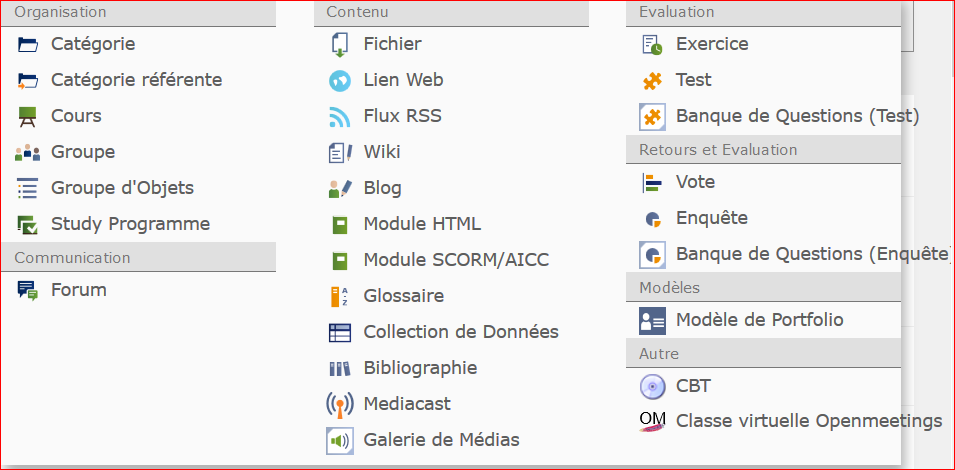 Organisation
Catégorie
Catégorie référente
Cours
Groupe
Groupe d'Objets
Study Programme
Communication
Forum
Contenu
Fichier
Lien Web
Flux RSS
Wiki
Blog
Module HTML
Module SCORM/AICC
A-Z Glossaire
Collection de Données
Bibliographie
Mediacast
Galerie de Médias
Evaluation
Exercice
Test
Banque de Questions (Test)
Retours et Evaluation
Vote
Enquête
Banque de Questions (Enquête)
Modèles
Modèle de Portfolio
Autre
CBT
OM Classe virtuelle Openmeetings